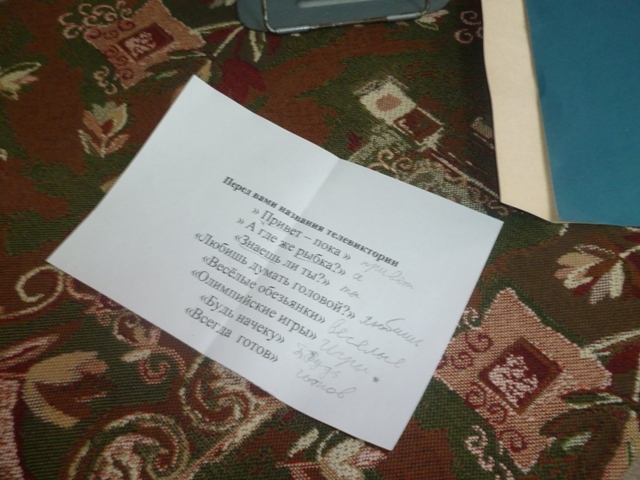 Перед вами названия телевиктории
» Привет – пока » привет
» А где же рыбка?» а
«Знаешь ли ты?» ты
«Любишь думать головой?» любишь
«Весёлые обезьянки» веселые
«Олимпийские игры» игры
«Будь начеку» Будь
«Всегда готов» готов